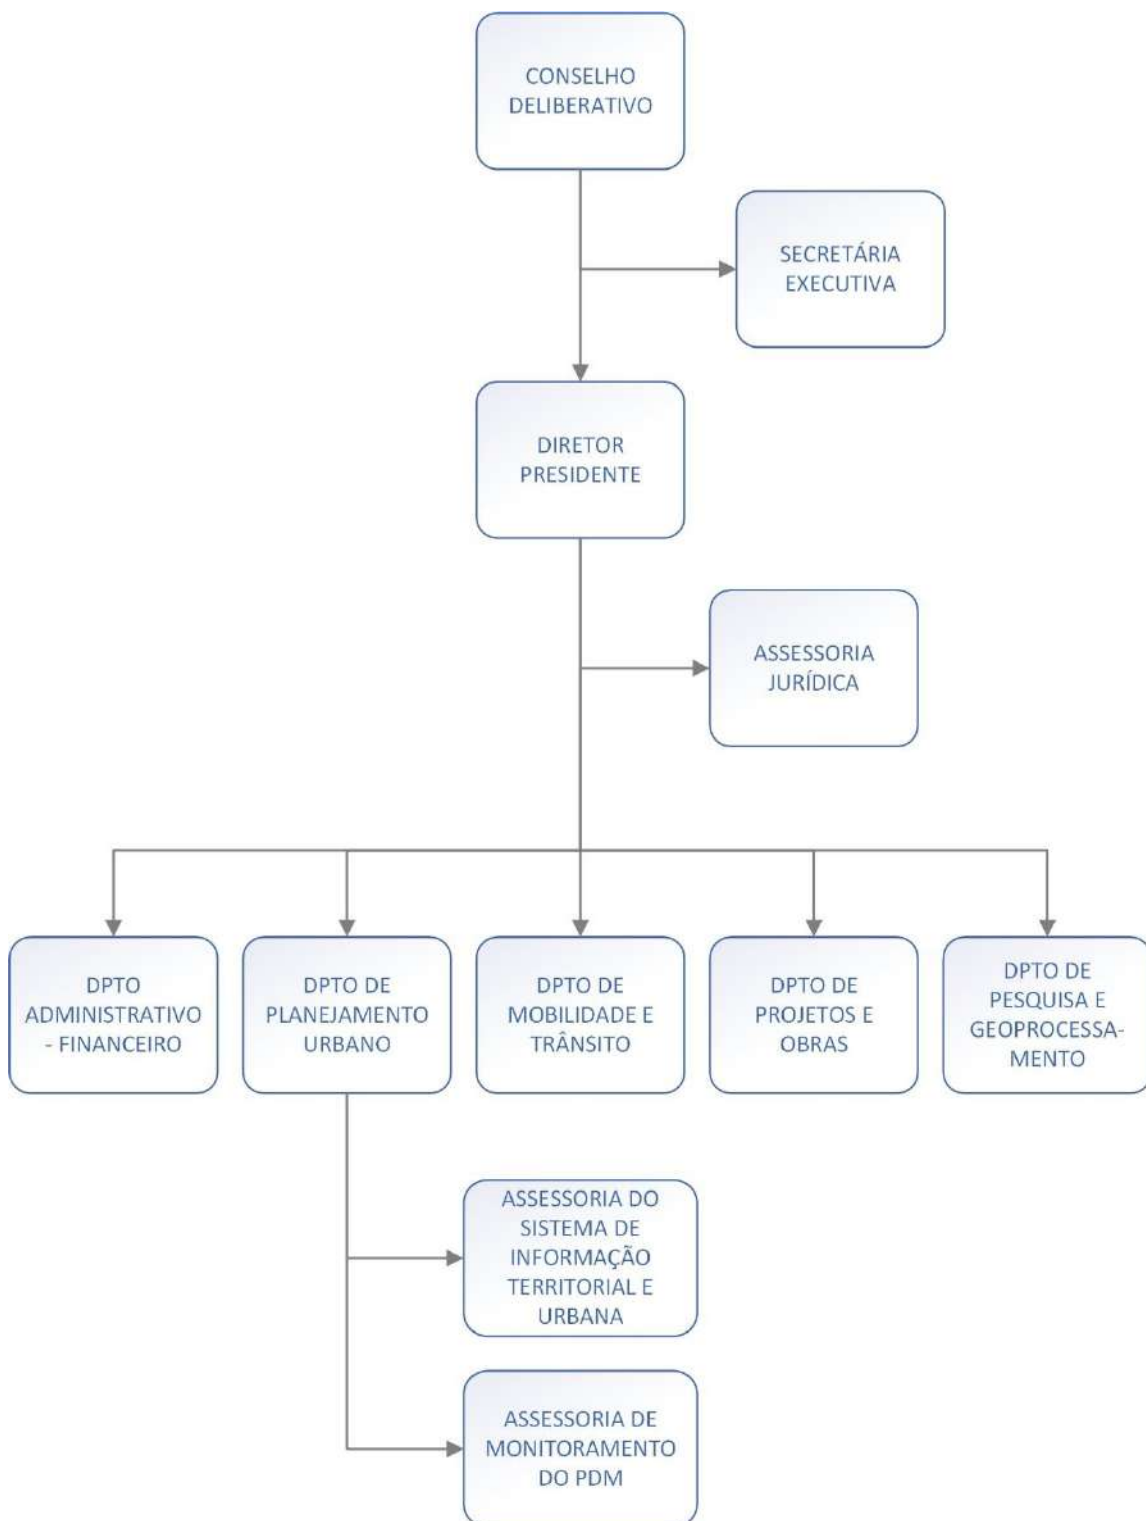 CONSELHO
DELIBERATIVO
SECRETÁRIA
EXECUTIVA
DIRETOR
PRESIDENTE
ASSESSORIA
JURÍDICA
DPTO
ADMINISTRATIVO
- FINANCEIRO
DPTO DE
PLANEJAMENTO
URBANO
DPTO DE
MOBILIDADE E
TRÂNSITO
DPTO DE
PROJETOS E
OBRAS
DPTO DE
PESQUISA E
GEOPROCESSA-
MENTO
ASSESSORIA DO
SISTEMA DE
INFORMAÇÃO
TERRITORIAL E
URBANA
ASSESSORIA DE
MONITORAMENTO
DO PDM